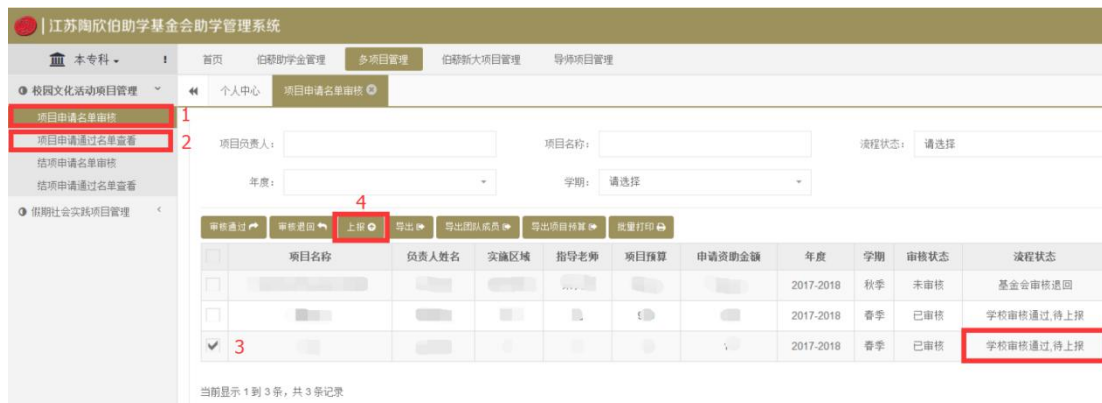 江苏陶欣伯助学基金会助学管理系统
本专科
首页 伯藜助学金管理 多项目管理 伯藜新大项目管理 导师项目管理
校园文化活动项目管理
个人中心 项目申请名单审核
项目申请名单审核 1
项目申请通过名单查看 2
结项申请名单审核
结项申请通过名单查看
假期社会实践项目管理
项目负责人： 项目名称： 流程状态： 请选择
年度： 学期： 请选择
4
审核通过 审核退回 上报 导出 导出团队成员 导出项目预算 批量打印
项目名称 负责人姓名 实施区域 指导老师 项目预算 申请资助金额 年度 学期 审核状态 流程状态
2017-2018 秋季 未审核 基金会审核退回
2017-2018 春季 已审核 学校审核通过,待上报
3 2017-2018 春季 已审核 学校审核通过,待上报
当前显示 1 到 3 条，共 3 条记录